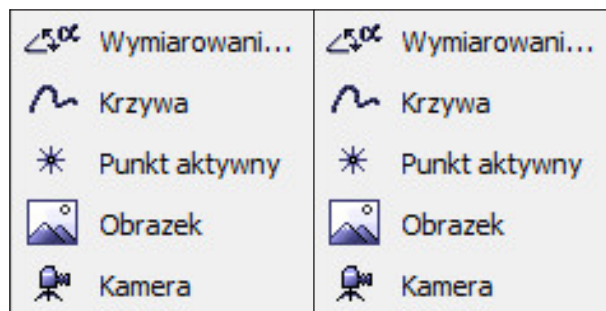 Wymiarowani... Wymiarowani...
Krzywa Krzywa
Punkt aktywny Punkt aktywny
Obrazek Obrazek
Kamera Kamera